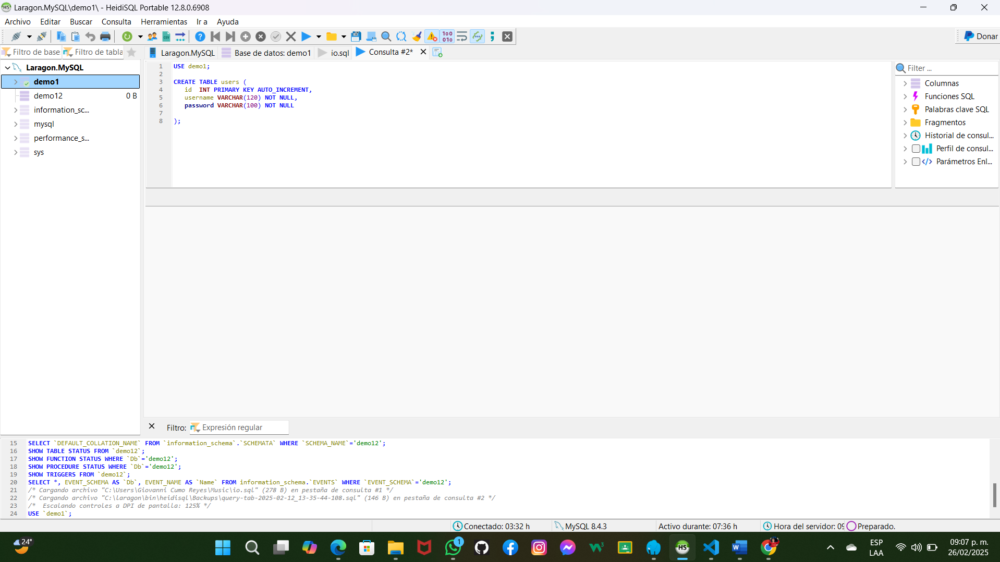 Laragon.MySQL\demo1\ - HeidiSQL Portable 12.8.0.6908
Archivo Editar Buscar Consulta Herramientas Ir a Ayuda
Donar
Filtro de base Filtro de tabla
Laragon.MySQL Base de datos: demo1 io.sql Consulta #2*
Laragon.MySQL
demo1
demo12 0 B
information_sc...
mysql
performance_s...
sys
1 USE demo1;
2
3 CREATE TABLE users (
4 id INT PRIMARY KEY AUTO_INCREMENT,
5 username VARCHAR(120) NOT NULL,
6 password VARCHAR(100) NOT NULL
7
8 );
Filter ...
Columnas
Funciones SQL
Palabras clave SQL
Fragmentos
Historial de consul...
Perfil de consul...
Parámetros Enl...
Filtro: Expresión regular
15 SELECT `DEFAULT_COLLATION_NAME` FROM `information_schema`.`SCHEMATA` WHERE `SCHEMA_NAME`='demo12';
16 SHOW TABLE STATUS FROM `demo12`;
17 SHOW FUNCTION STATUS WHERE `Db`='demo12';
18 SHOW PROCEDURE STATUS WHERE `Db`='demo12';
19 SHOW TRIGGERS FROM `demo12`;
20 SELECT *, EVENT_SCHEMA AS `Db`, EVENT_NAME AS `Name` FROM information_schema.`EVENTS` WHERE `EVENT_SCHEMA`='demo12';
21 /* Cargando archivo "C:\Users\Giovanni Cumo Reyes\Music\io.sql" (278 B) en pestaña de consulta #1 */
22 /* Cargando archivo "C:\laragon\bin\heidisql\Backups\query-tab-2025-02-12_13-35-44-108.sql" (146 B) en pestaña de consulta #2 */
23 /* Escalando controles a DPI de pantalla: 125% */
24 USE `demo1`;
Conectado: 03:32 h MySQL 8.4.3 Activo durante: 07:36 h Hora del servidor: 09 Preparado.
24°
1
ESP
LAA
09:07 p. m.
26/02/2025